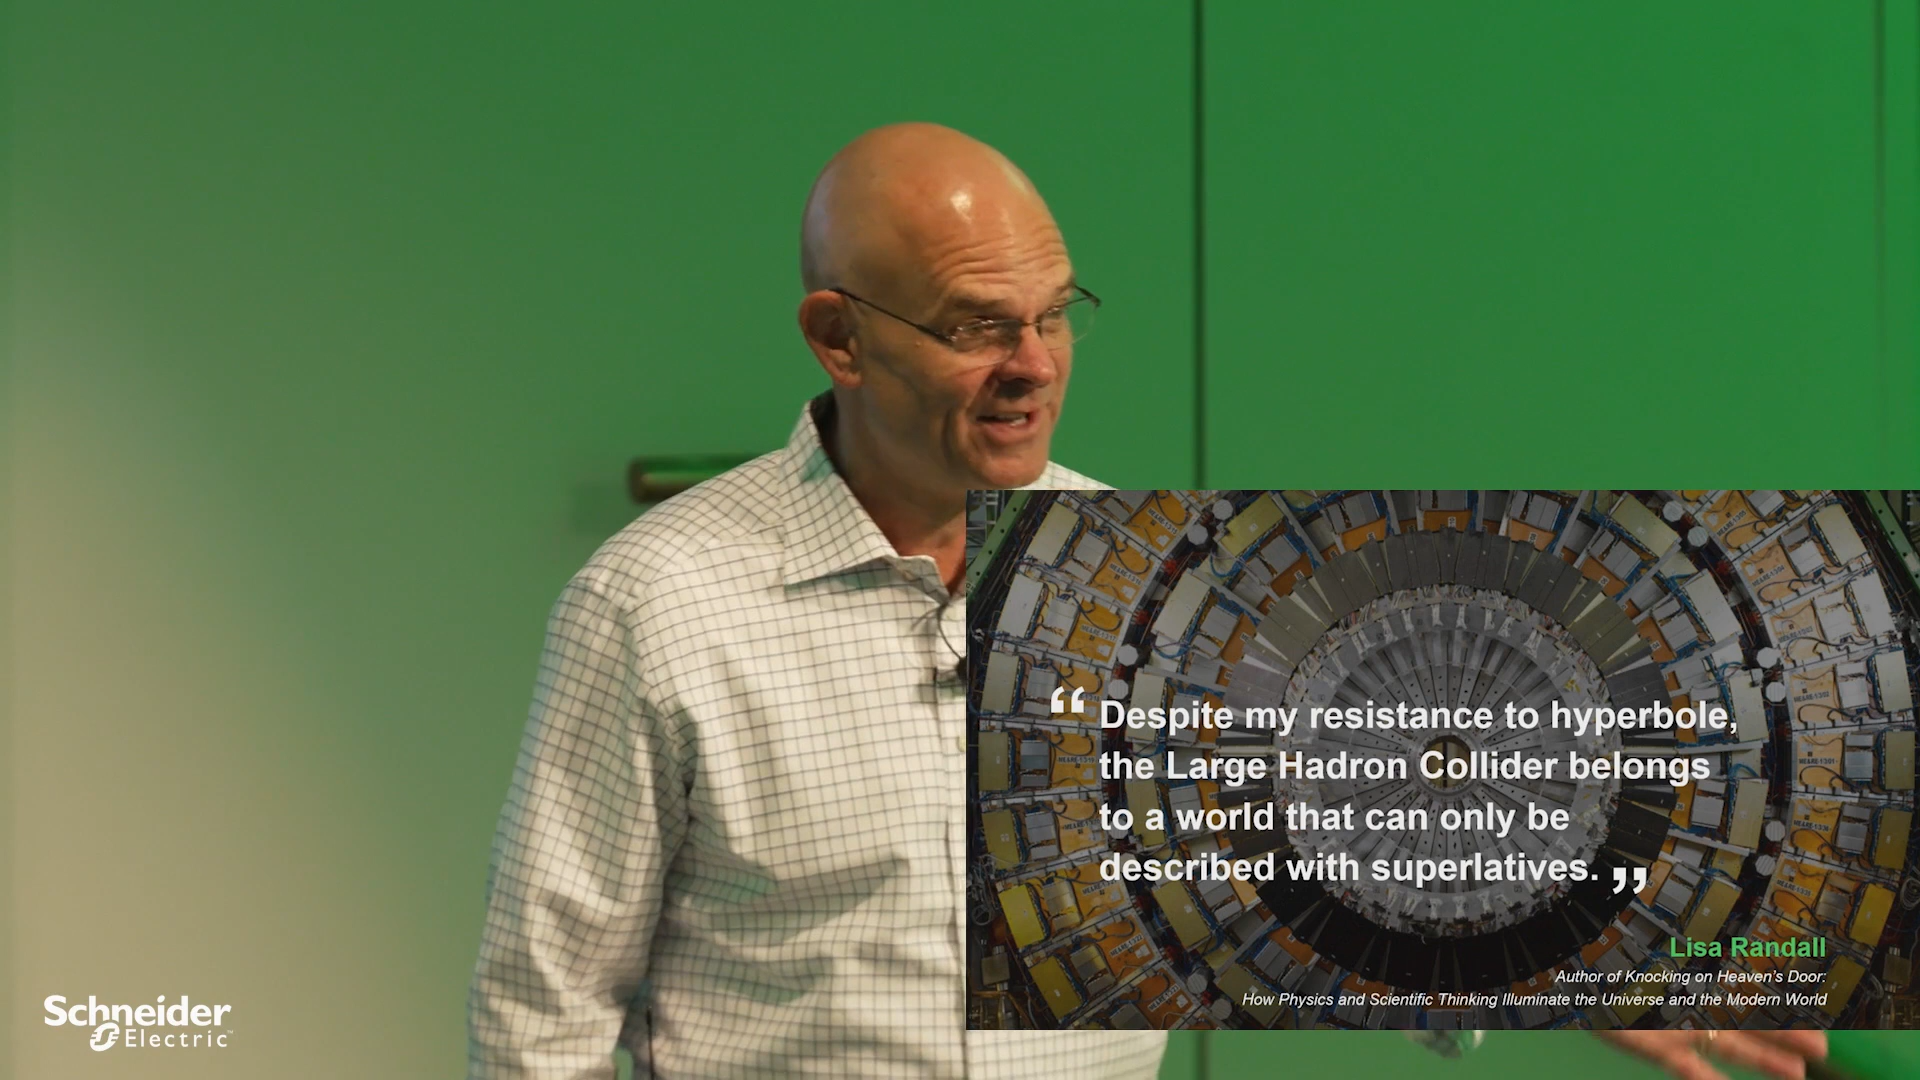 “ Despite my resistance to hyperbole,
the Large Hadron Collider belongs
to a world that can only be
described with superlatives. ”
Lisa Randall
Author of Knocking on Heaven’s Door:
How Physics and Scientific Thinking Illuminate the Universe and the Modern World
Schneider
Electric™